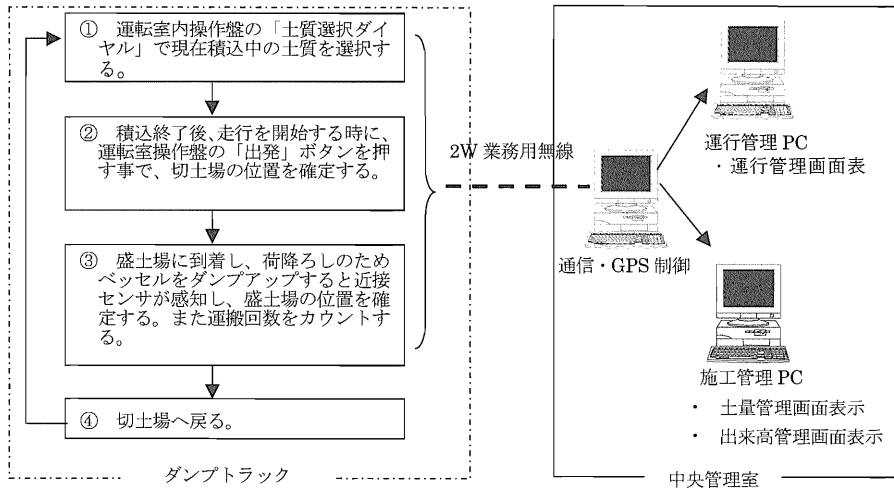 ① 運転室内操作盤の「土質選択ダイ
ヤル」で現在積込中の土質を選択す
る。
② 積込終了後、走行を開始する時に、
運転室操作盤の「出発」ボタンを押
す事で、切土場の位置を確定する。
③ 盛土場に到着し、荷降ろしのため
ベッセルをダンプアップすると近接
センサが感知し、盛土場の位置を確
定する。また運搬回数をカウントす
る。
④ 切土場へ戻る。
ダンプトラック
2W 業務用無線
通信・GPS 制御
運行管理 PC
・運行管理画面表
施工管理 PC
・ 土量管理画面表示
・ 出来高管理画面表示
中央管理室